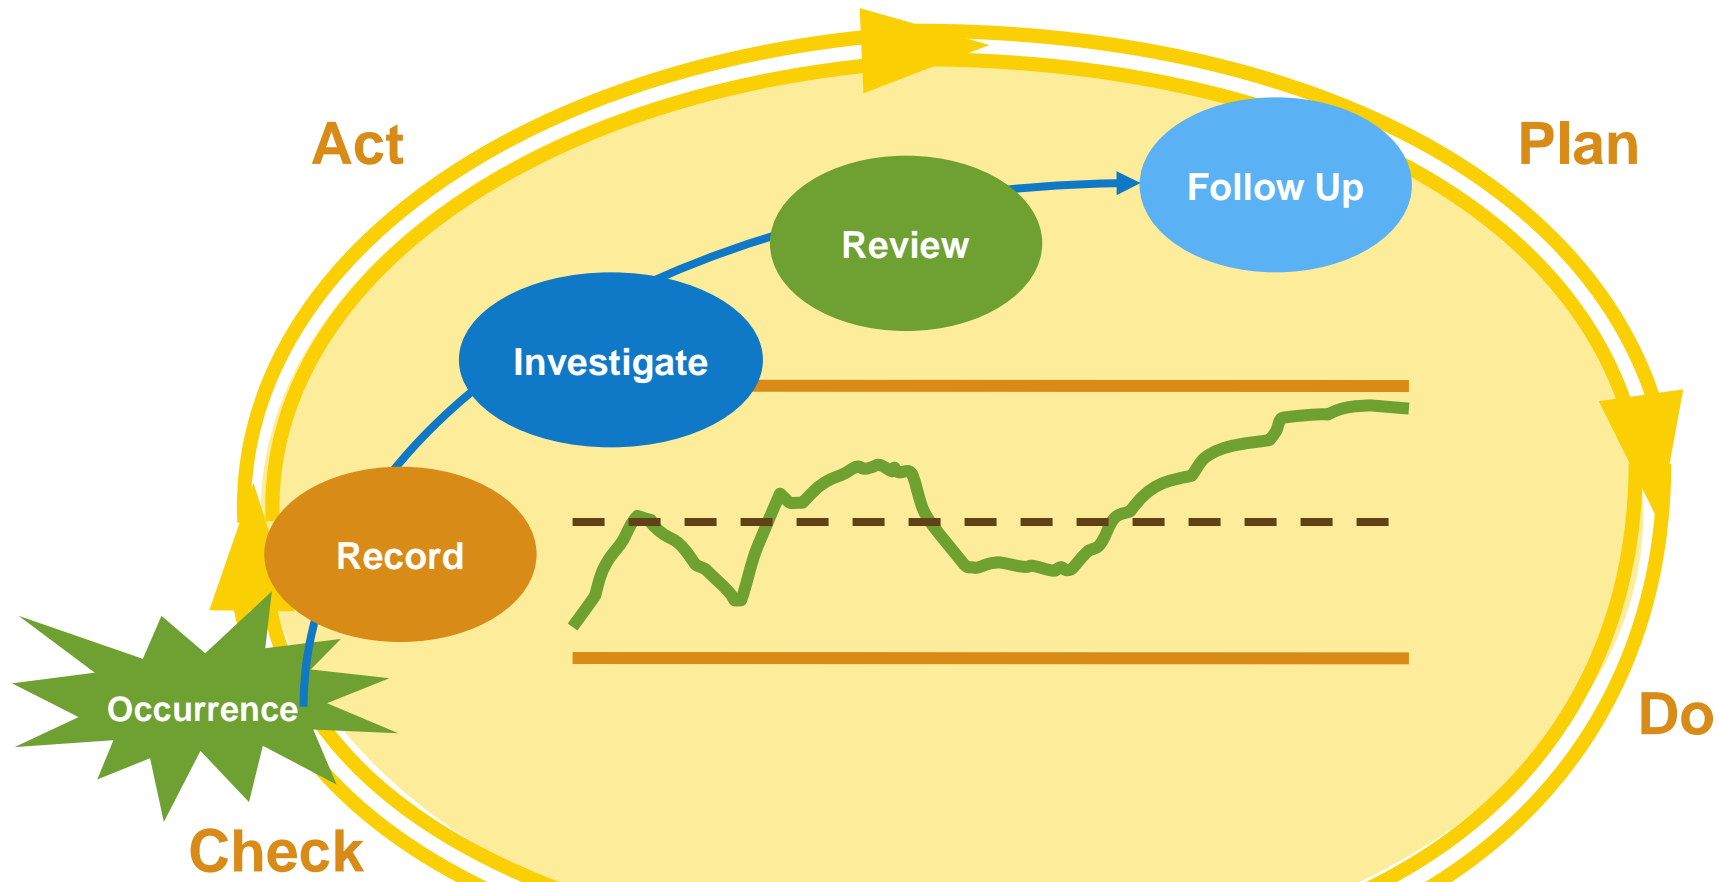 Act
Plan
Follow Up
Review
Investigate
Record
Occurrence
Do
Check